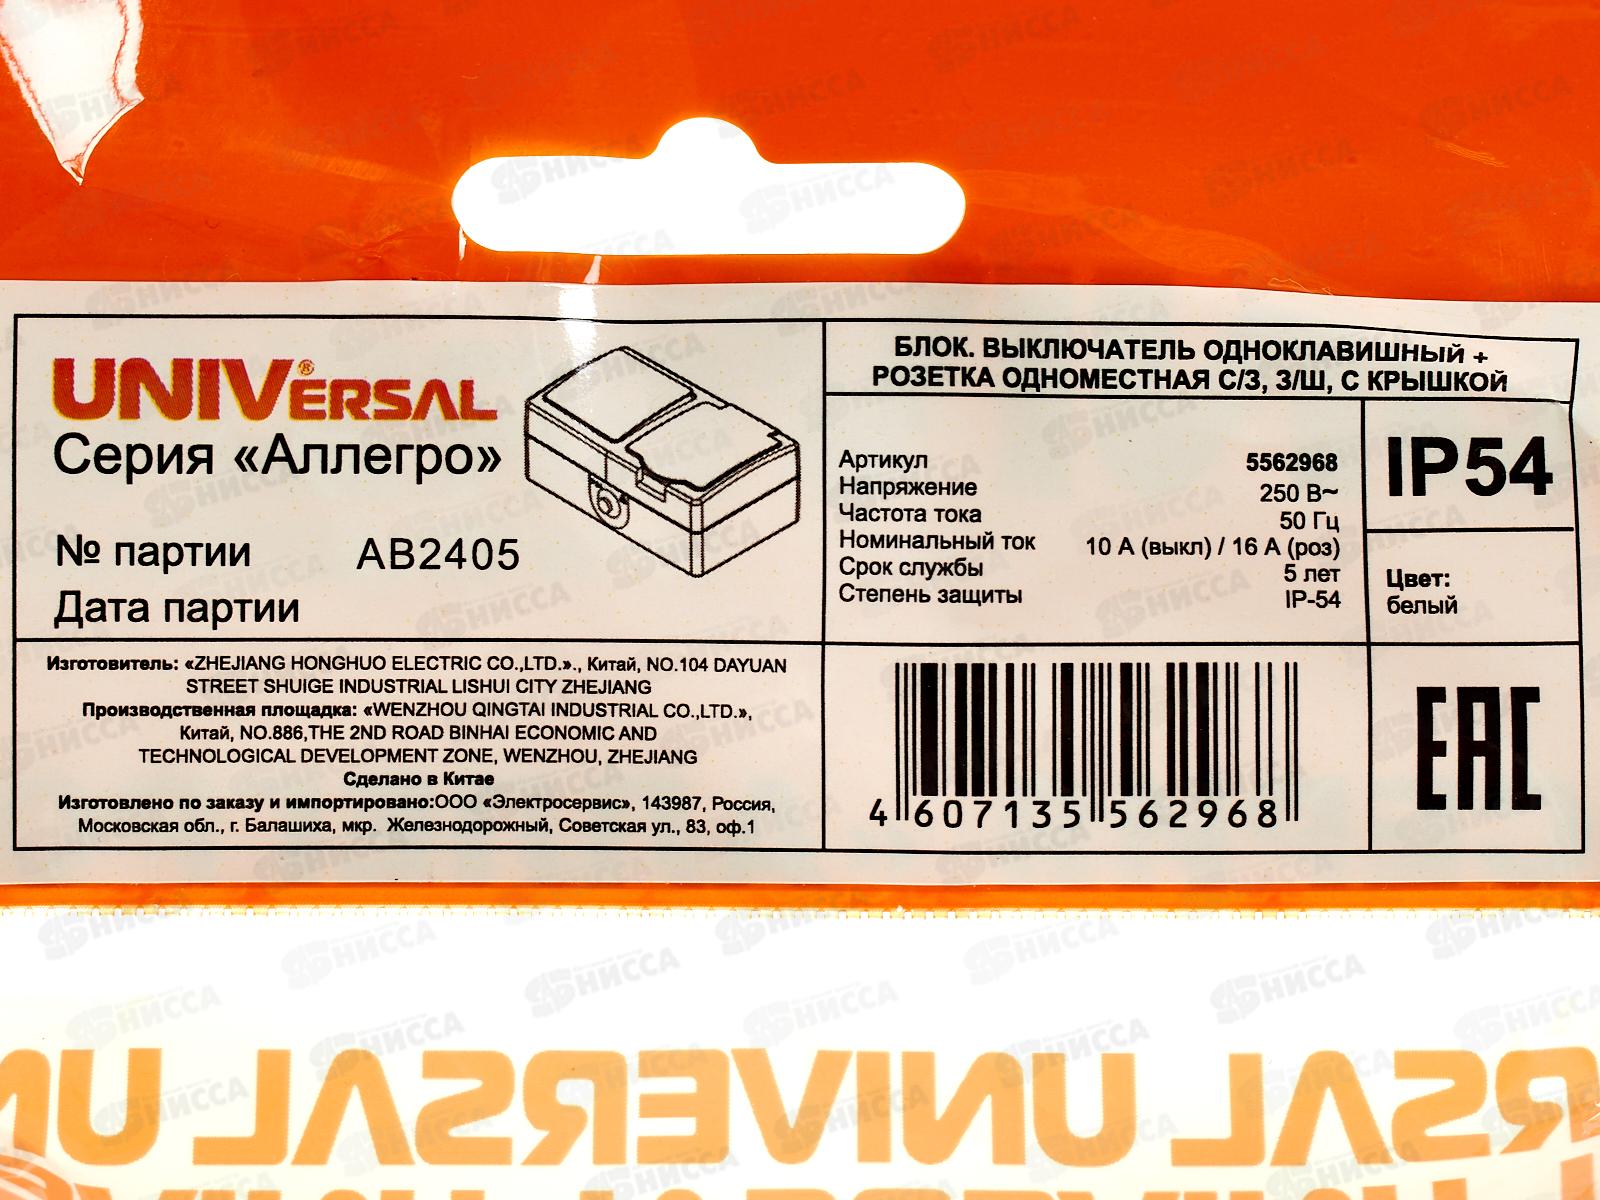 UNIVERSAL®
Серия «Аллегро»
№ партии AB2405
Дата партии
БЛОК. ВЫКЛЮЧАТЕЛЬ ОДНОКЛАВИШНЫЙ +
РОЗЕТКА ОДНОМЕСТНАЯ С/З, З/Ш, С КРЫШКОЙ
Артикул 5562968
Напряжение 250 В~
Частота тока 50 Гц
Номинальный ток 10 А (выкл) / 16 А (роз)
Срок службы 5 лет
Степень защиты IP-54
IP54
Цвет:
белый
Изготовитель: «ZHEJIANG HONGHUO ELECTRIC CO.,LTD.»., Китай, NO.104 DAYUAN
STREET SHUIGE INDUSTRIAL LISHUI CITY ZHEJIANG
Производственная площадка: «WENZHOU QINGTAI INDUSTRIAL CO.,LTD.»,
Китай, NO.886,THE 2ND ROAD BINHAI ECONOMIC AND
TECHNOLOGICAL DEVELOPMENT ZONE, WENZHOU, ZHEJIANG
Сделано в Китае
Изготовлено по заказу и импортировано:ООО «Электросервис», 143987, Россия,
Московская обл., г. Балашиха, мкр. Железнодорожный, Советская ул., 83, оф.1
4 607135 562968
EAC
UNIVERSAL UNIVERSAL